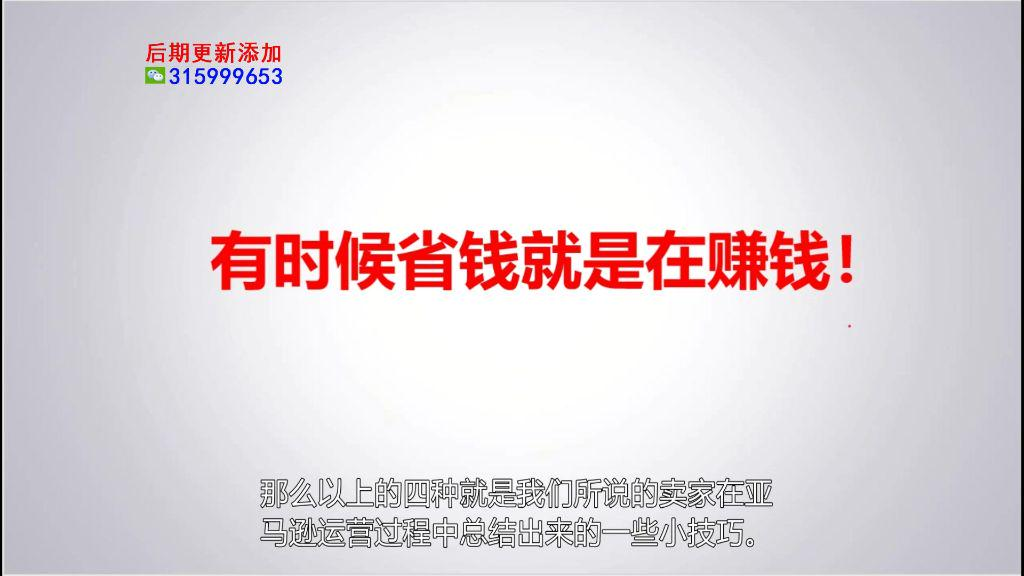 后期更新添加
315999653
有时候省钱就是在赚钱！
那么以上的四种就是我们所说的卖家在亚
马逊运营过程中总结出来的一些小技巧。